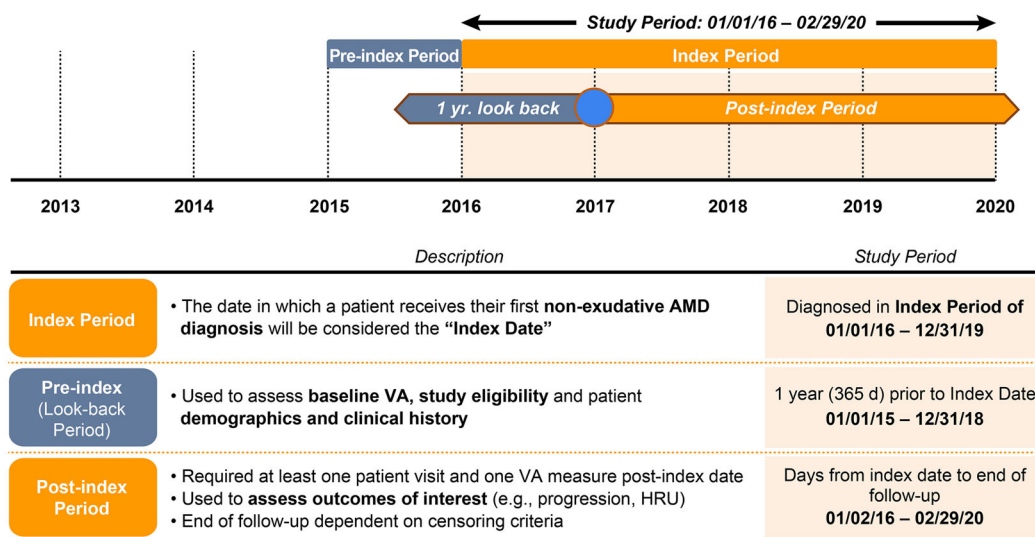 Study Period: 01/01/16 – 02/29/20
Pre-index Period
Index Period
1 yr. look back
Post-index Period
2013
2014
2015
2016
2017
2018
2019
2020
Description
Study Period
Index Period
• The date in which a patient receives their first non-exudative AMD
diagnosis will be considered the “Index Date”
Diagnosed in Index Period of
01/01/16 – 12/31/19
Pre-index
(Look-back
Period)
• Used to assess baseline VA, study eligibility and patient
demographics and clinical history
1 year (365 d) prior to Index Date
01/01/15 – 12/31/18
Post-index
Period
• Required at least one patient visit and one VA measure post-index date
• Used to assess outcomes of interest (e.g., progression, HRU)
• End of follow-up dependent on censoring criteria
Days from index date to end of
follow-up
01/02/16 – 02/29/20